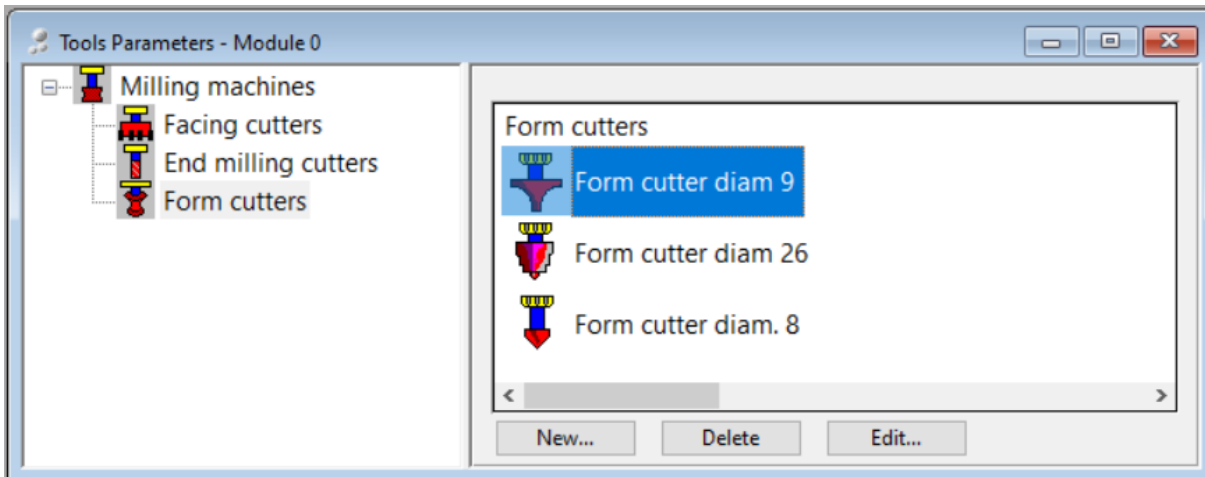 Tools Parameters - Module 0
Milling machines
Facing cutters
End milling cutters
Form cutters
Form cutters
Form cutter diam 9
Form cutter diam 26
Form cutter diam. 8
New...
Delete
Edit...